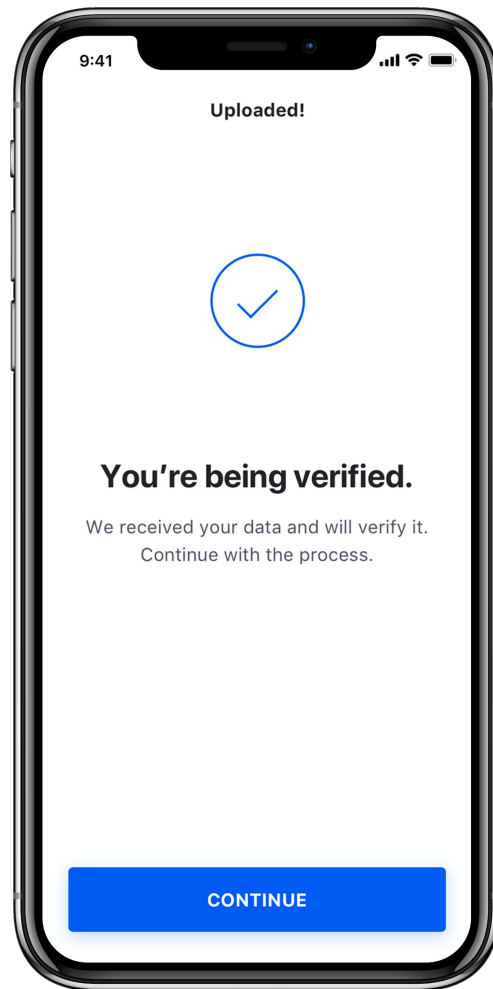 9:41
Uploaded!
You’re being verified.
We received your data and will verify it.
Continue with the process.
CONTINUE